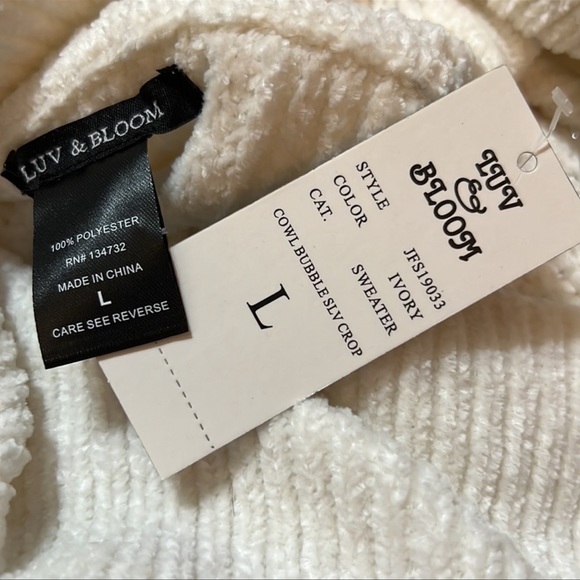 LUV & BLOOM
100% POLYESTER
RN# 134732
MADE IN CHINA
L
CARE SEE REVERSE
LUV
&
BLOOM
STYLE JFS19033
COLOR IVORY
CAT. SWEATER
COWL BUBBLE SLV CROP
L